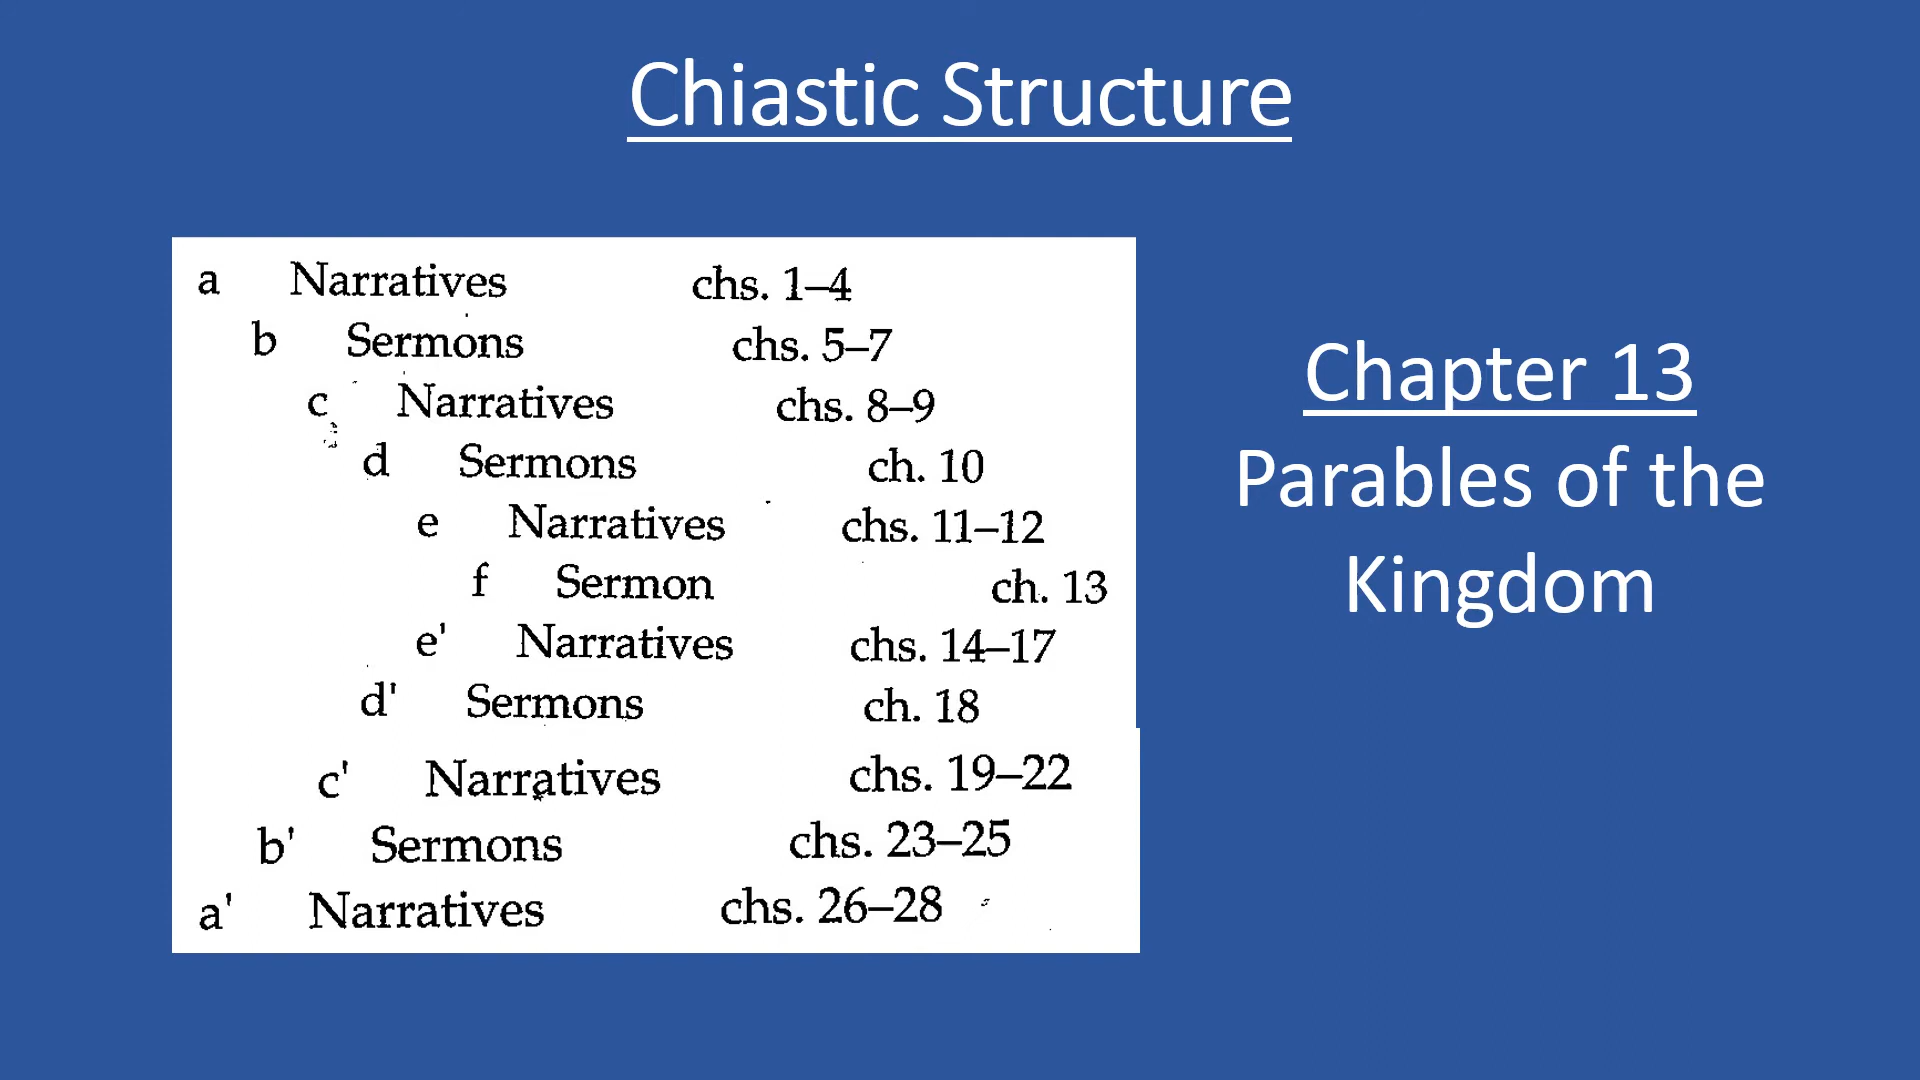 Chiastic Structure
a Narratives chs. 1–4
b Sermons chs. 5–7
c Narratives chs. 8–9
d Sermons ch. 10
e Narratives chs. 11–12
f Sermon ch. 13
e' Narratives chs. 14–17
d' Sermons ch. 18
c' Narratives chs. 19–22
b' Sermons chs. 23–25
a' Narratives chs. 26–28
Chapter 13
Parables of the
Kingdom